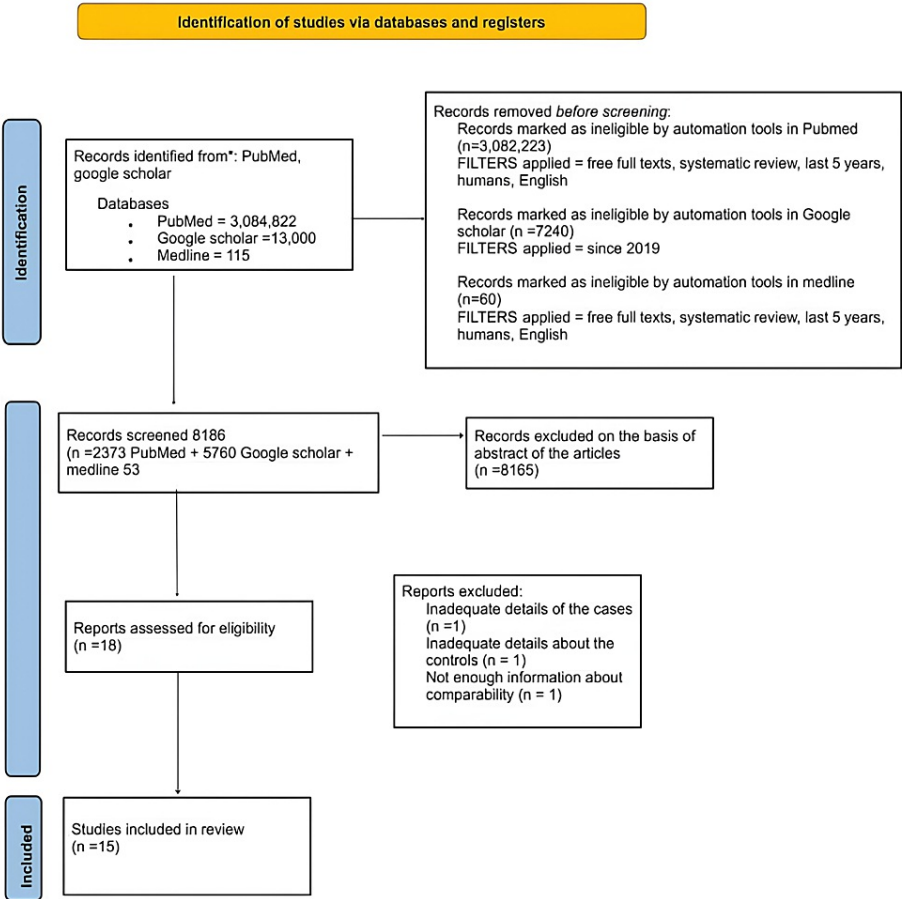 Identification of studies via databases and registers
Identification
Records identified from*: PubMed,
google scholar
Databases
• PubMed = 3,084,822
• Google scholar =13,000
• Medline = 115
Records removed before screening:
Records marked as ineligible by automation tools in Pubmed
(n=3,082,223)
FILTERS applied = free full texts, systematic review, last 5 years,
humans, English
Records marked as ineligible by automation tools in Google
scholar (n =7240)
FILTERS applied = since 2019
Records marked as ineligible by automation tools in medline
(n=60)
FILTERS applied = free full texts, systematic review, last 5 years,
humans, English
Records screened 8186
(n =2373 PubMed + 5760 Google scholar +
medline 53
Records excluded on the basis of
abstract of the articles
(n =8165)
Reports assessed for eligibility
(n =18)
Reports excluded:
Inadequate details of the cases
(n =1)
Inadequate details about the
controls (n = 1)
Not enough information about
comparability (n = 1)
Included
Studies included in review
(n =15)